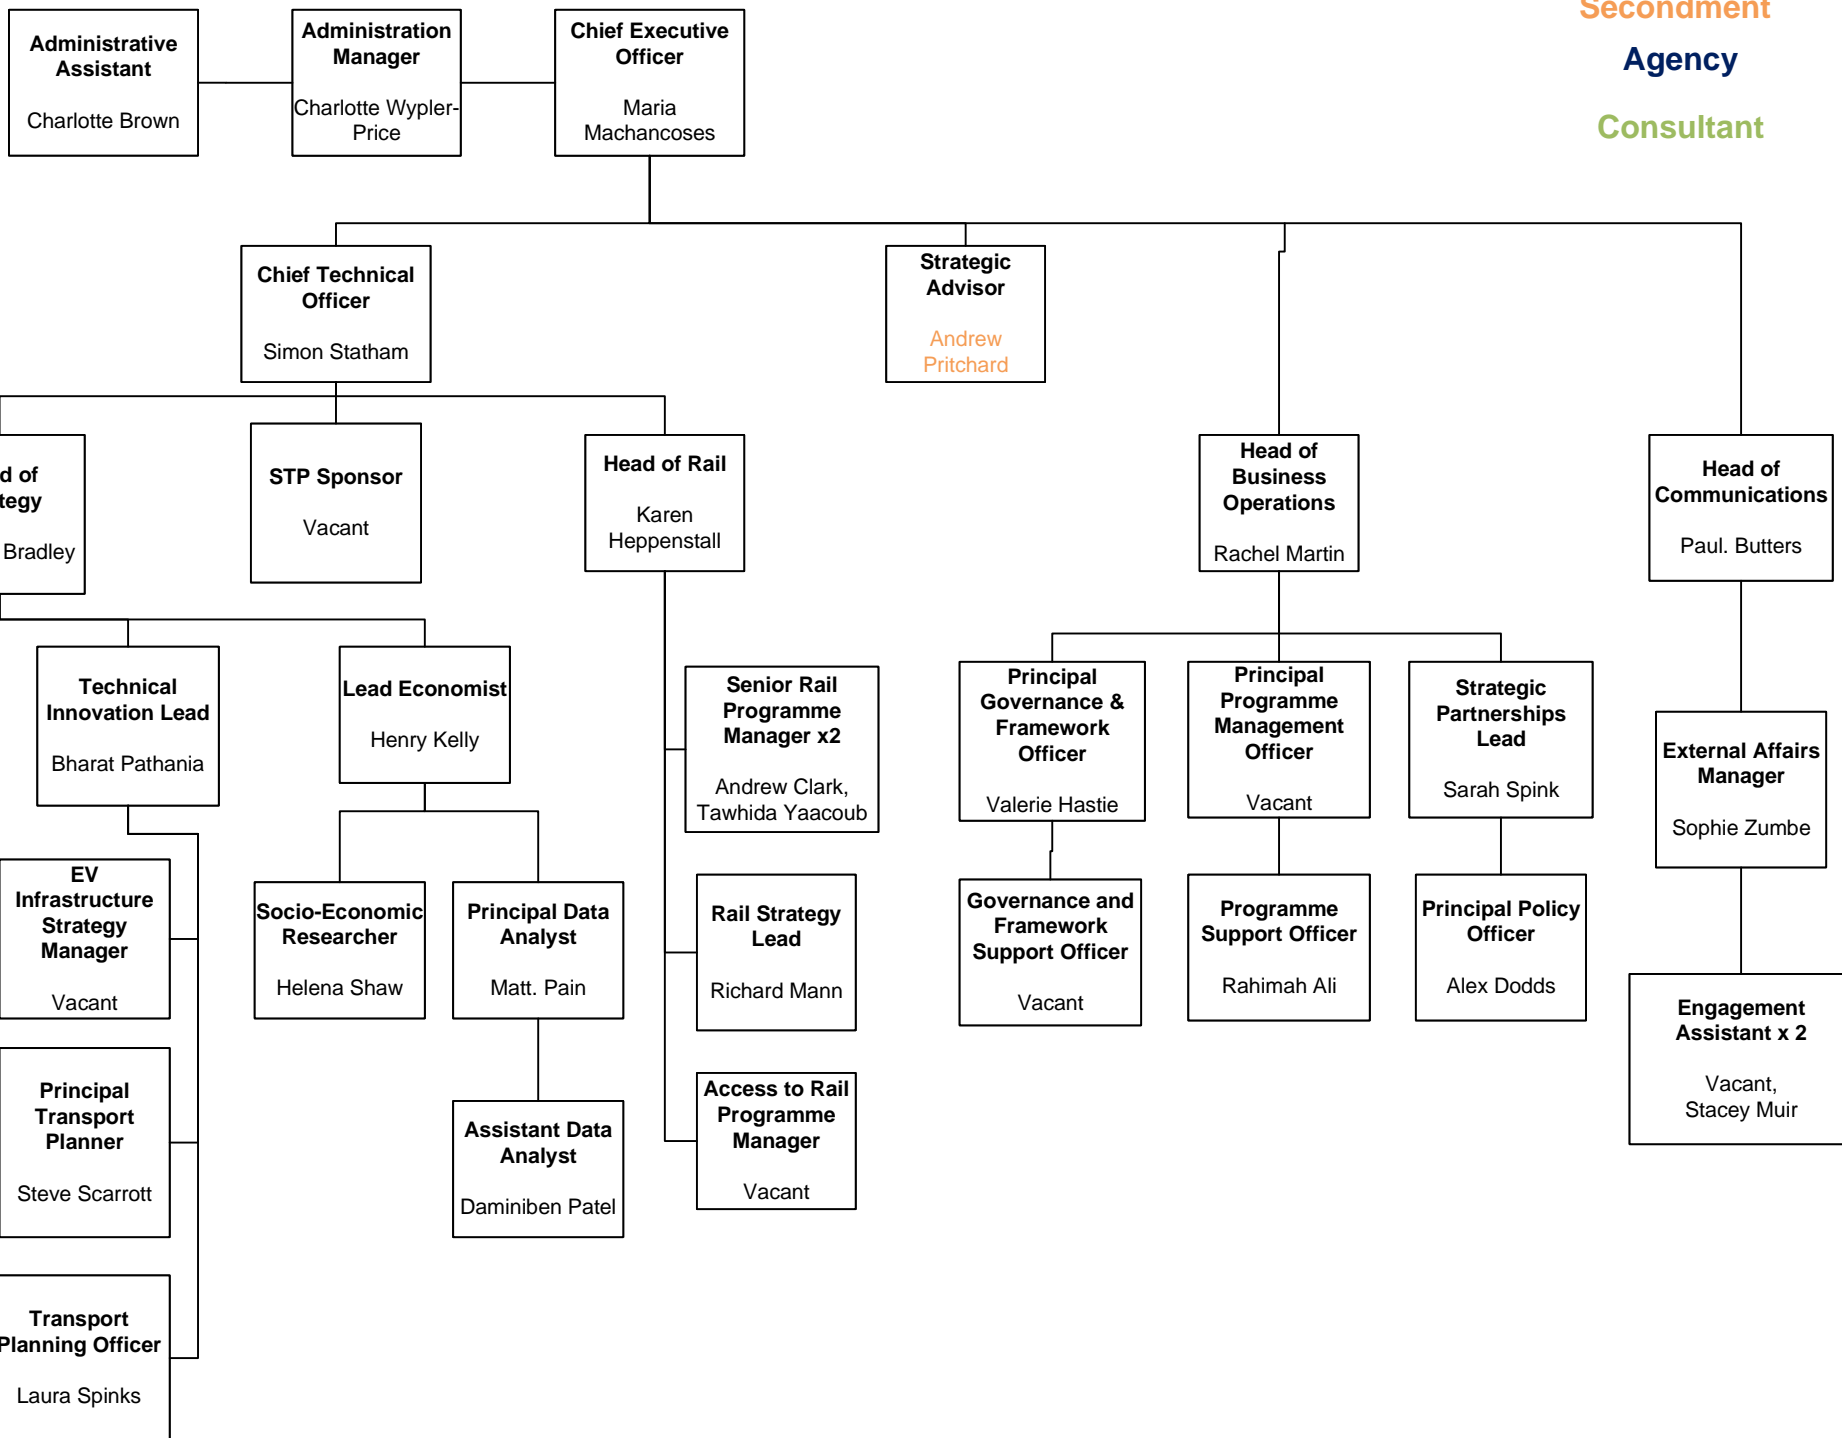 Secondment
Administrative
Assistant
Charlotte Brown
Administration
Manager
Charlotte Wypler-
Price
Chief Executive
Officer
Maria
Machancoses
Agency
Consultant
Chief Technical
Officer
Simon Statham
Strategic
Advisor
Andrew
Pritchard
d of
tegy
Bradley
STP Sponsor
Vacant
Head of Rail
Karen
Heppenstall
Head of
Business
Operations
Rachel Martin
Head of
Communications
Paul. Butters
Technical
Innovation Lead
Bharat Pathania
Lead Economist
Henry Kelly
Senior Rail
Programme
Manager x2
Andrew Clark,
Tawhida Yaacoub
Principal
Governance &
Framework
Officer
Valerie Hastie
Principal
Programme
Management
Officer
Vacant
Strategic
Partnerships
Lead
Sarah Spink
External Affairs
Manager
Sophie Zumbe
EV
Infrastructure
Strategy
Manager
Vacant
Socio-Economic
Researcher
Helena Shaw
Principal Data
Analyst
Matt. Pain
Rail Strategy
Lead
Richard Mann
Governance and
Framework
Support Officer
Vacant
Programme
Support Officer
Rahimah Ali
Principal Policy
Officer
Alex Dodds
Engagement
Assistant x 2
Vacant,
Stacey Muir
Principal
Transport
Planner
Steve Scarrott
Assistant Data
Analyst
Daminiben Patel
Access to Rail
Programme
Manager
Vacant
Transport
Planning Officer
Laura Spinks